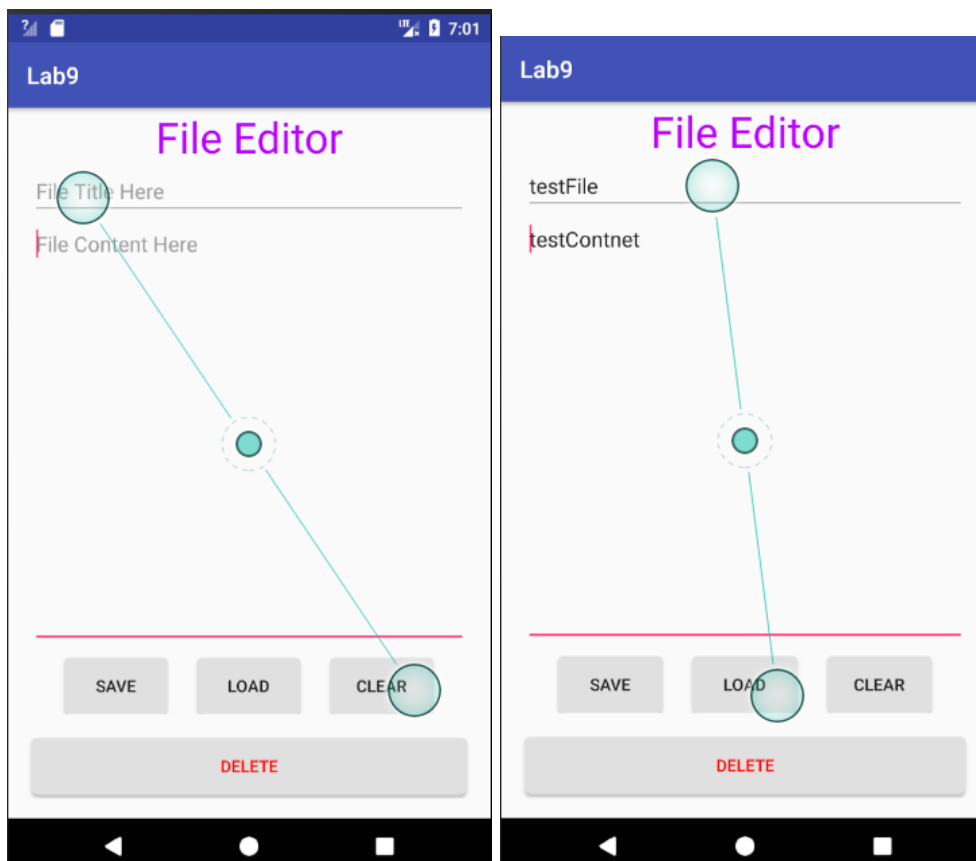 ? LTE 7:01
Lab9
File Editor
File Title Here
File Content Here
SAVE LOAD CLEAR
DELETE
Lab9
File Editor
testFile
testContnet
SAVE LOAD CLEAR
DELETE